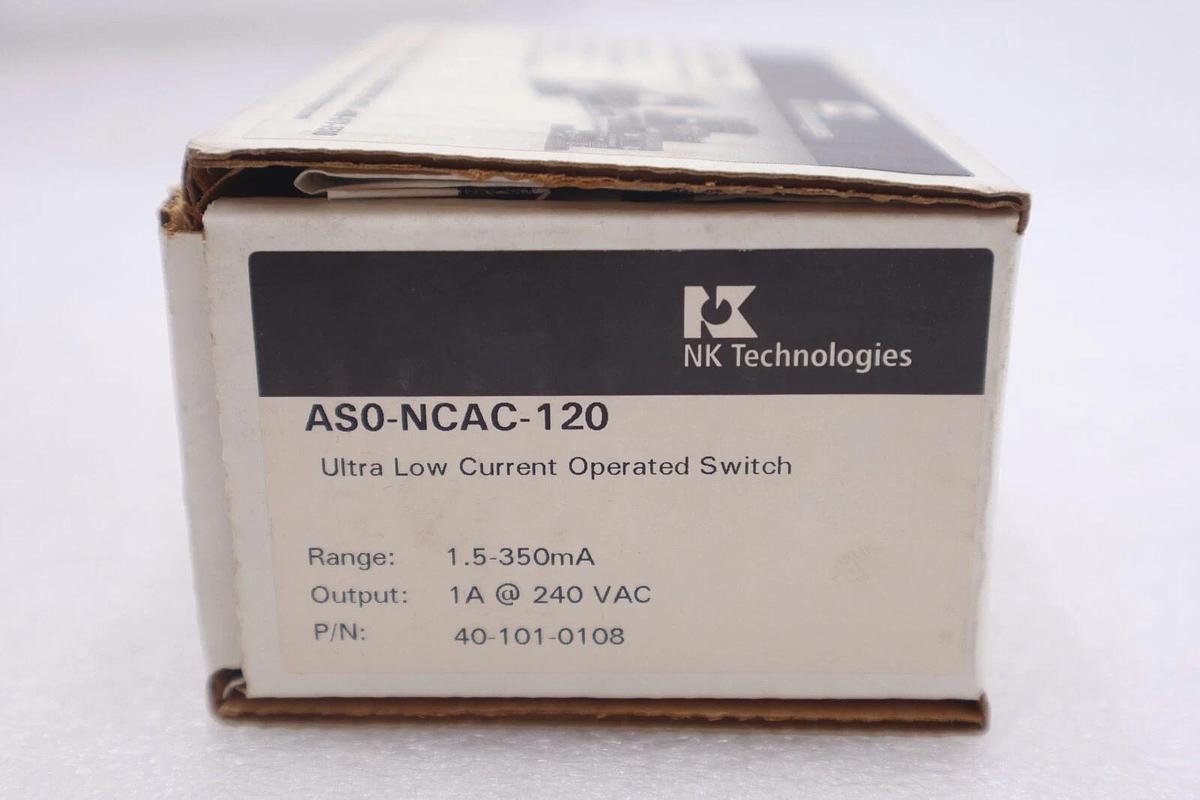 NK Technologies
AS0-NCAC-120
Ultra Low Current Operated Switch
Range: 1.5-350mA
Output: 1A @ 240 VAC
P/N: 40-101-0108